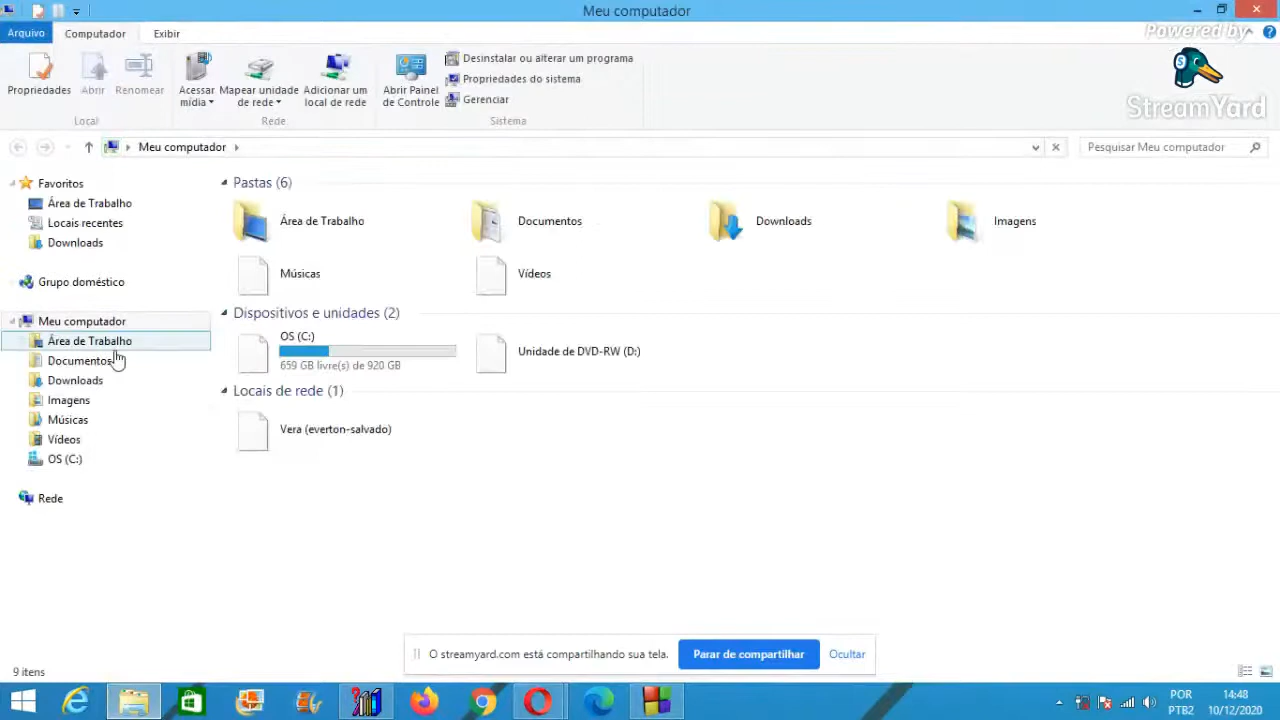 Meu computador
Arquivo
Computador
Exibir
Powered by
StreamYard
Propriedades
Abrir
Renomear
Local
Acessar mídia
Mapear unidade de rede
Adicionar um local de rede
Rede
Abrir Painel de Controle
Desinstalar ou alterar um programa
Propriedades do sistema
Gerenciar
Sistema
Meu computador
Pesquisar Meu computador
Favoritos
Área de Trabalho
Locais recentes
Downloads
Grupo doméstico
Meu computador
Área de Trabalho
Documentos
Downloads
Imagens
Músicas
Vídeos
OS (C:)
Rede
Pastas (6)
Área de Trabalho
Documentos
Downloads
Imagens
Músicas
Vídeos
Dispositivos e unidades (2)
OS (C:)
659 GB livre(s) de 920 GB
Unidade de DVD-RW (D:)
Locais de rede (1)
Vera (everton-salvado)
O streamyard.com está compartilhando sua tela.
Parar de compartilhar
Ocultar
9 itens
POR
PTB2
14:48
10/12/2020